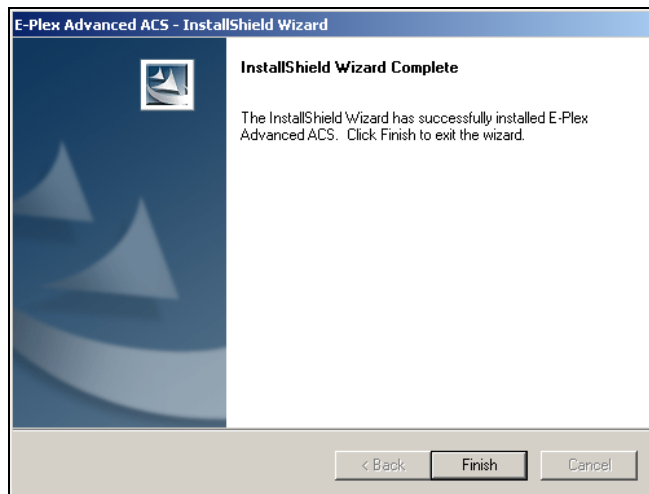 E-Plex Advanced ACS - InstallShield Wizard
InstallShield Wizard Complete
The InstallShield Wizard has successfully installed E-Plex
Advanced ACS. Click Finish to exit the wizard.
< Back
Finish
Cancel